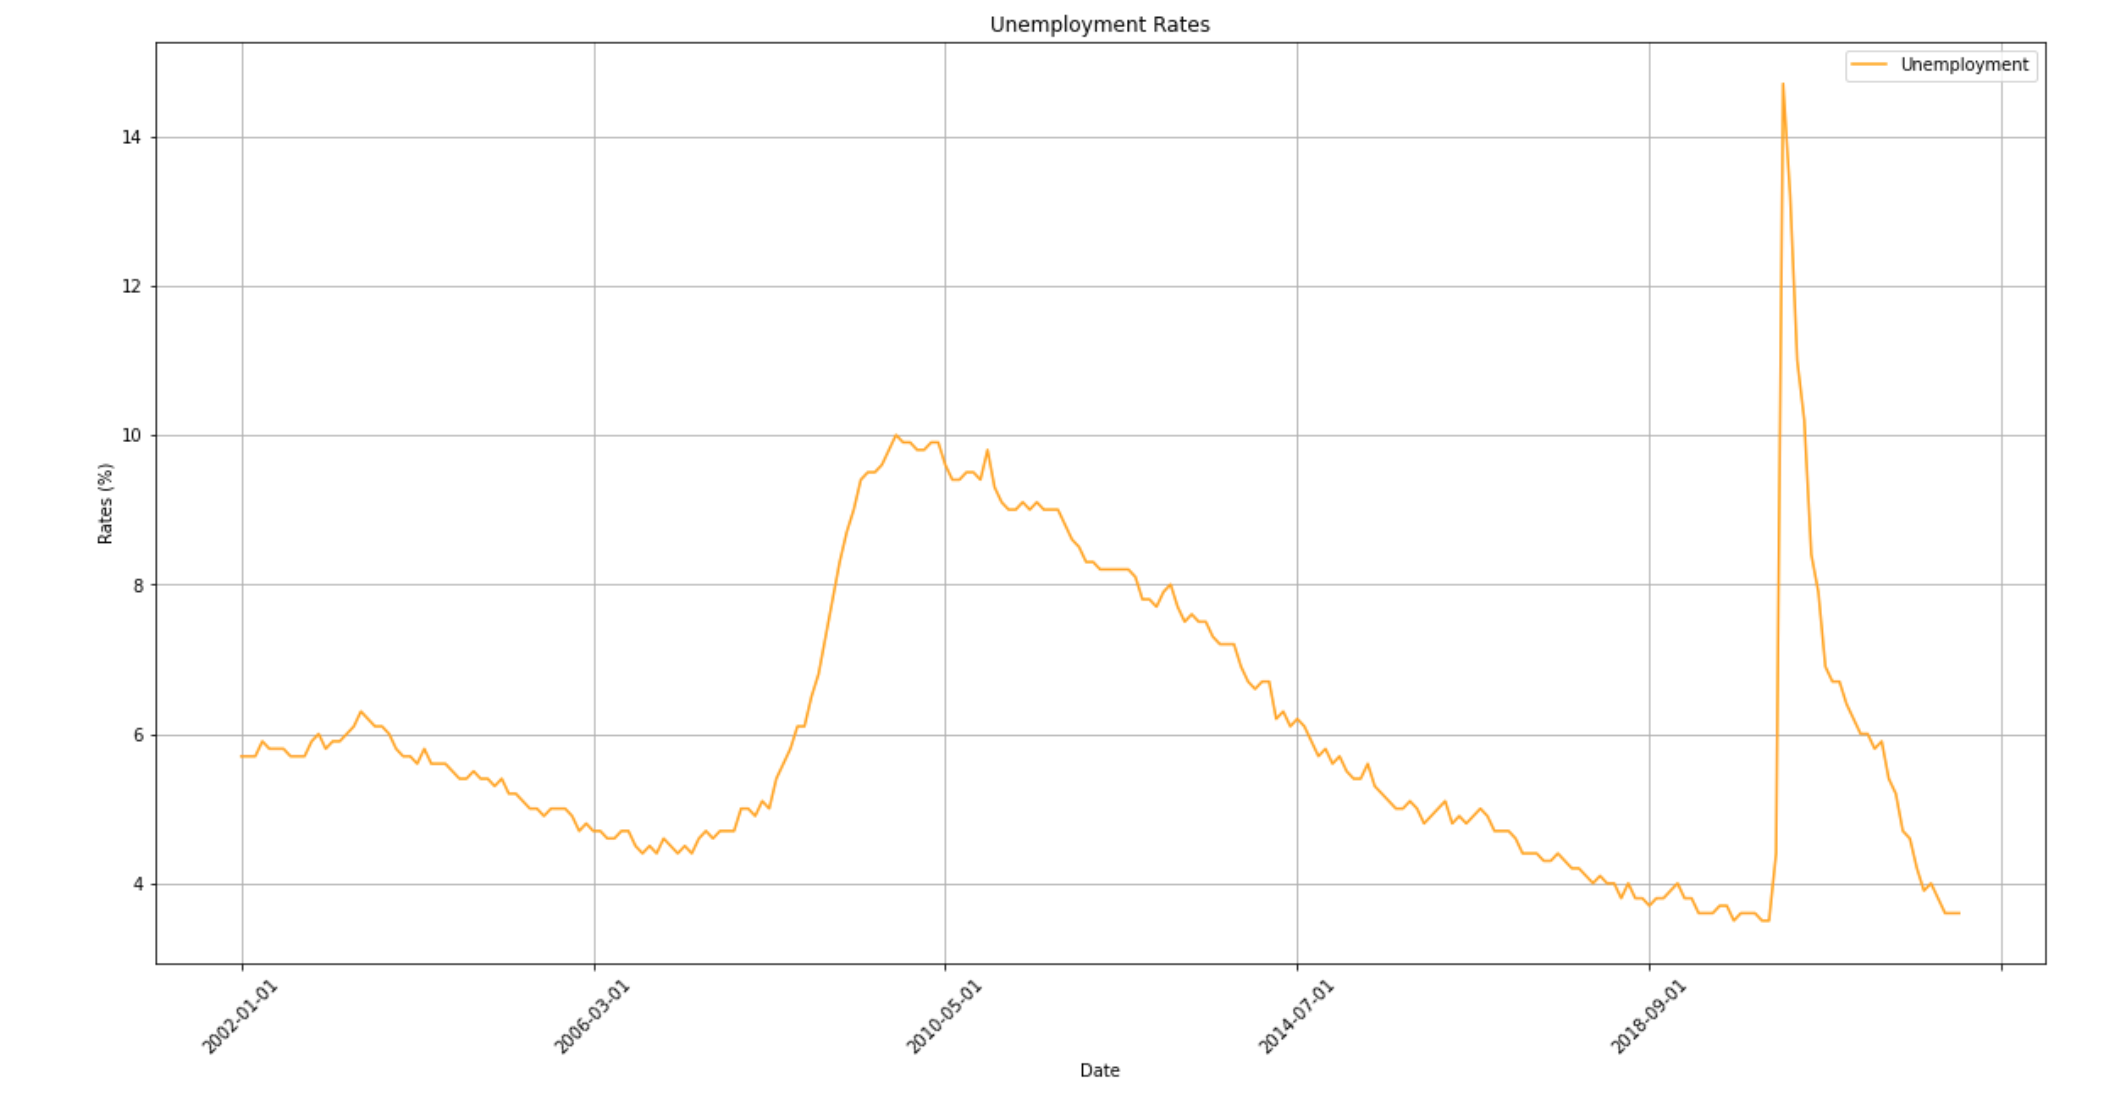 Unemployment Rates
Unemployment
14
12
10
8
6
4
Rates (%)
2002-01-01
2006-03-01
2010-05-01
2014-07-01
2018-09-01
Date